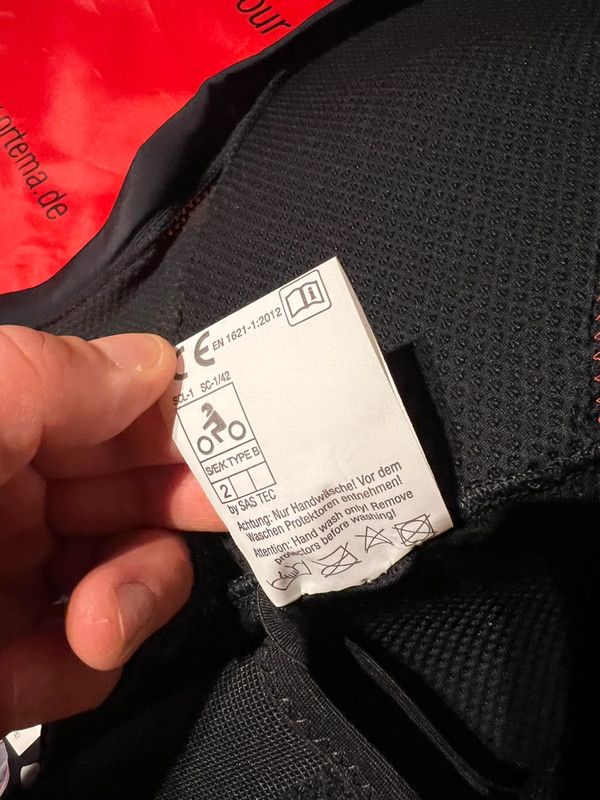 our
ortema.de
CE EN 1621-1:2012
i
SCL-1 SC-1/42
S/E/K TYPE B
2
by SAS TEC
Achtung: Nur Handwäsche! Vor dem
Waschen Protektoren entnehmen!
Attention: Hand wash only! Remove
protectors before washing!